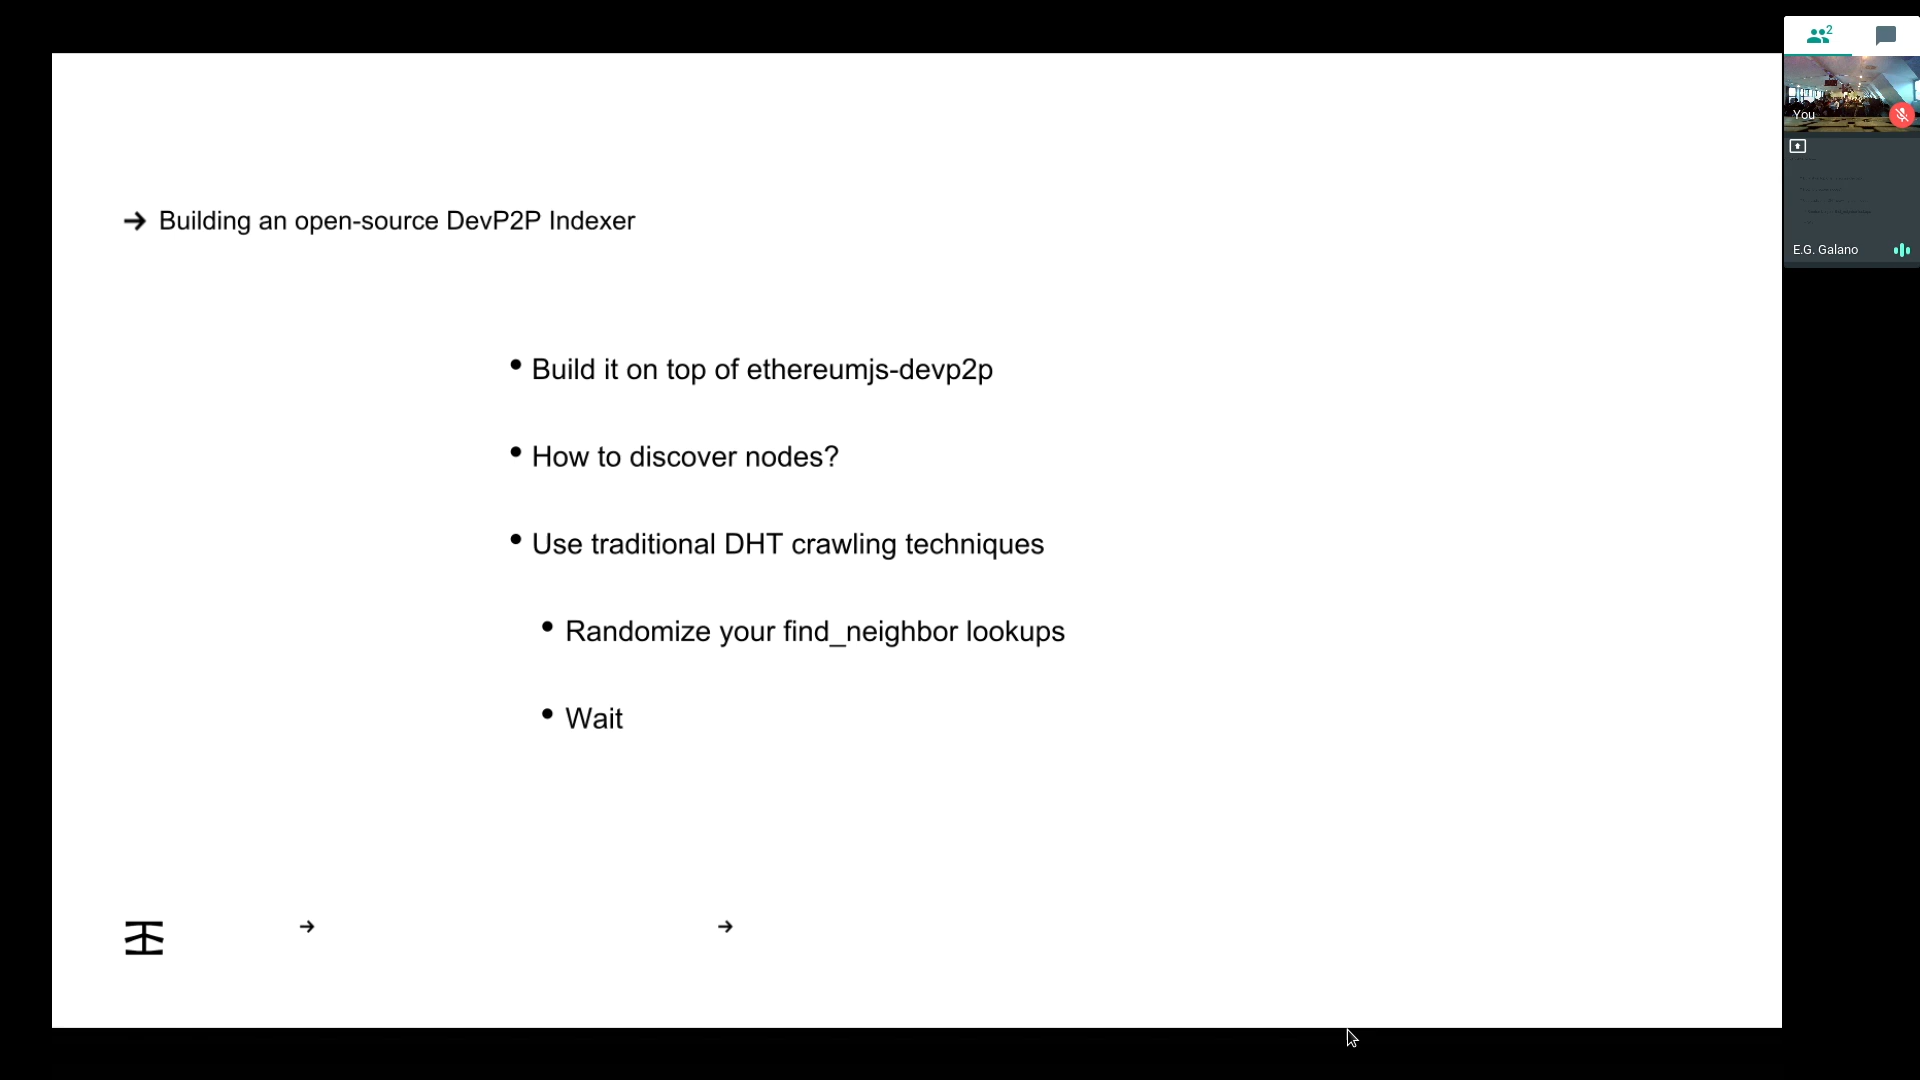 2
You
E.G. Galano
→ Building an open-source DevP2P Indexer
• Build it on top of ethereumjs-devp2p
• How to discover nodes?
• Use traditional DHT crawling techniques
• Randomize your find_neighbor lookups
• Wait
→ →